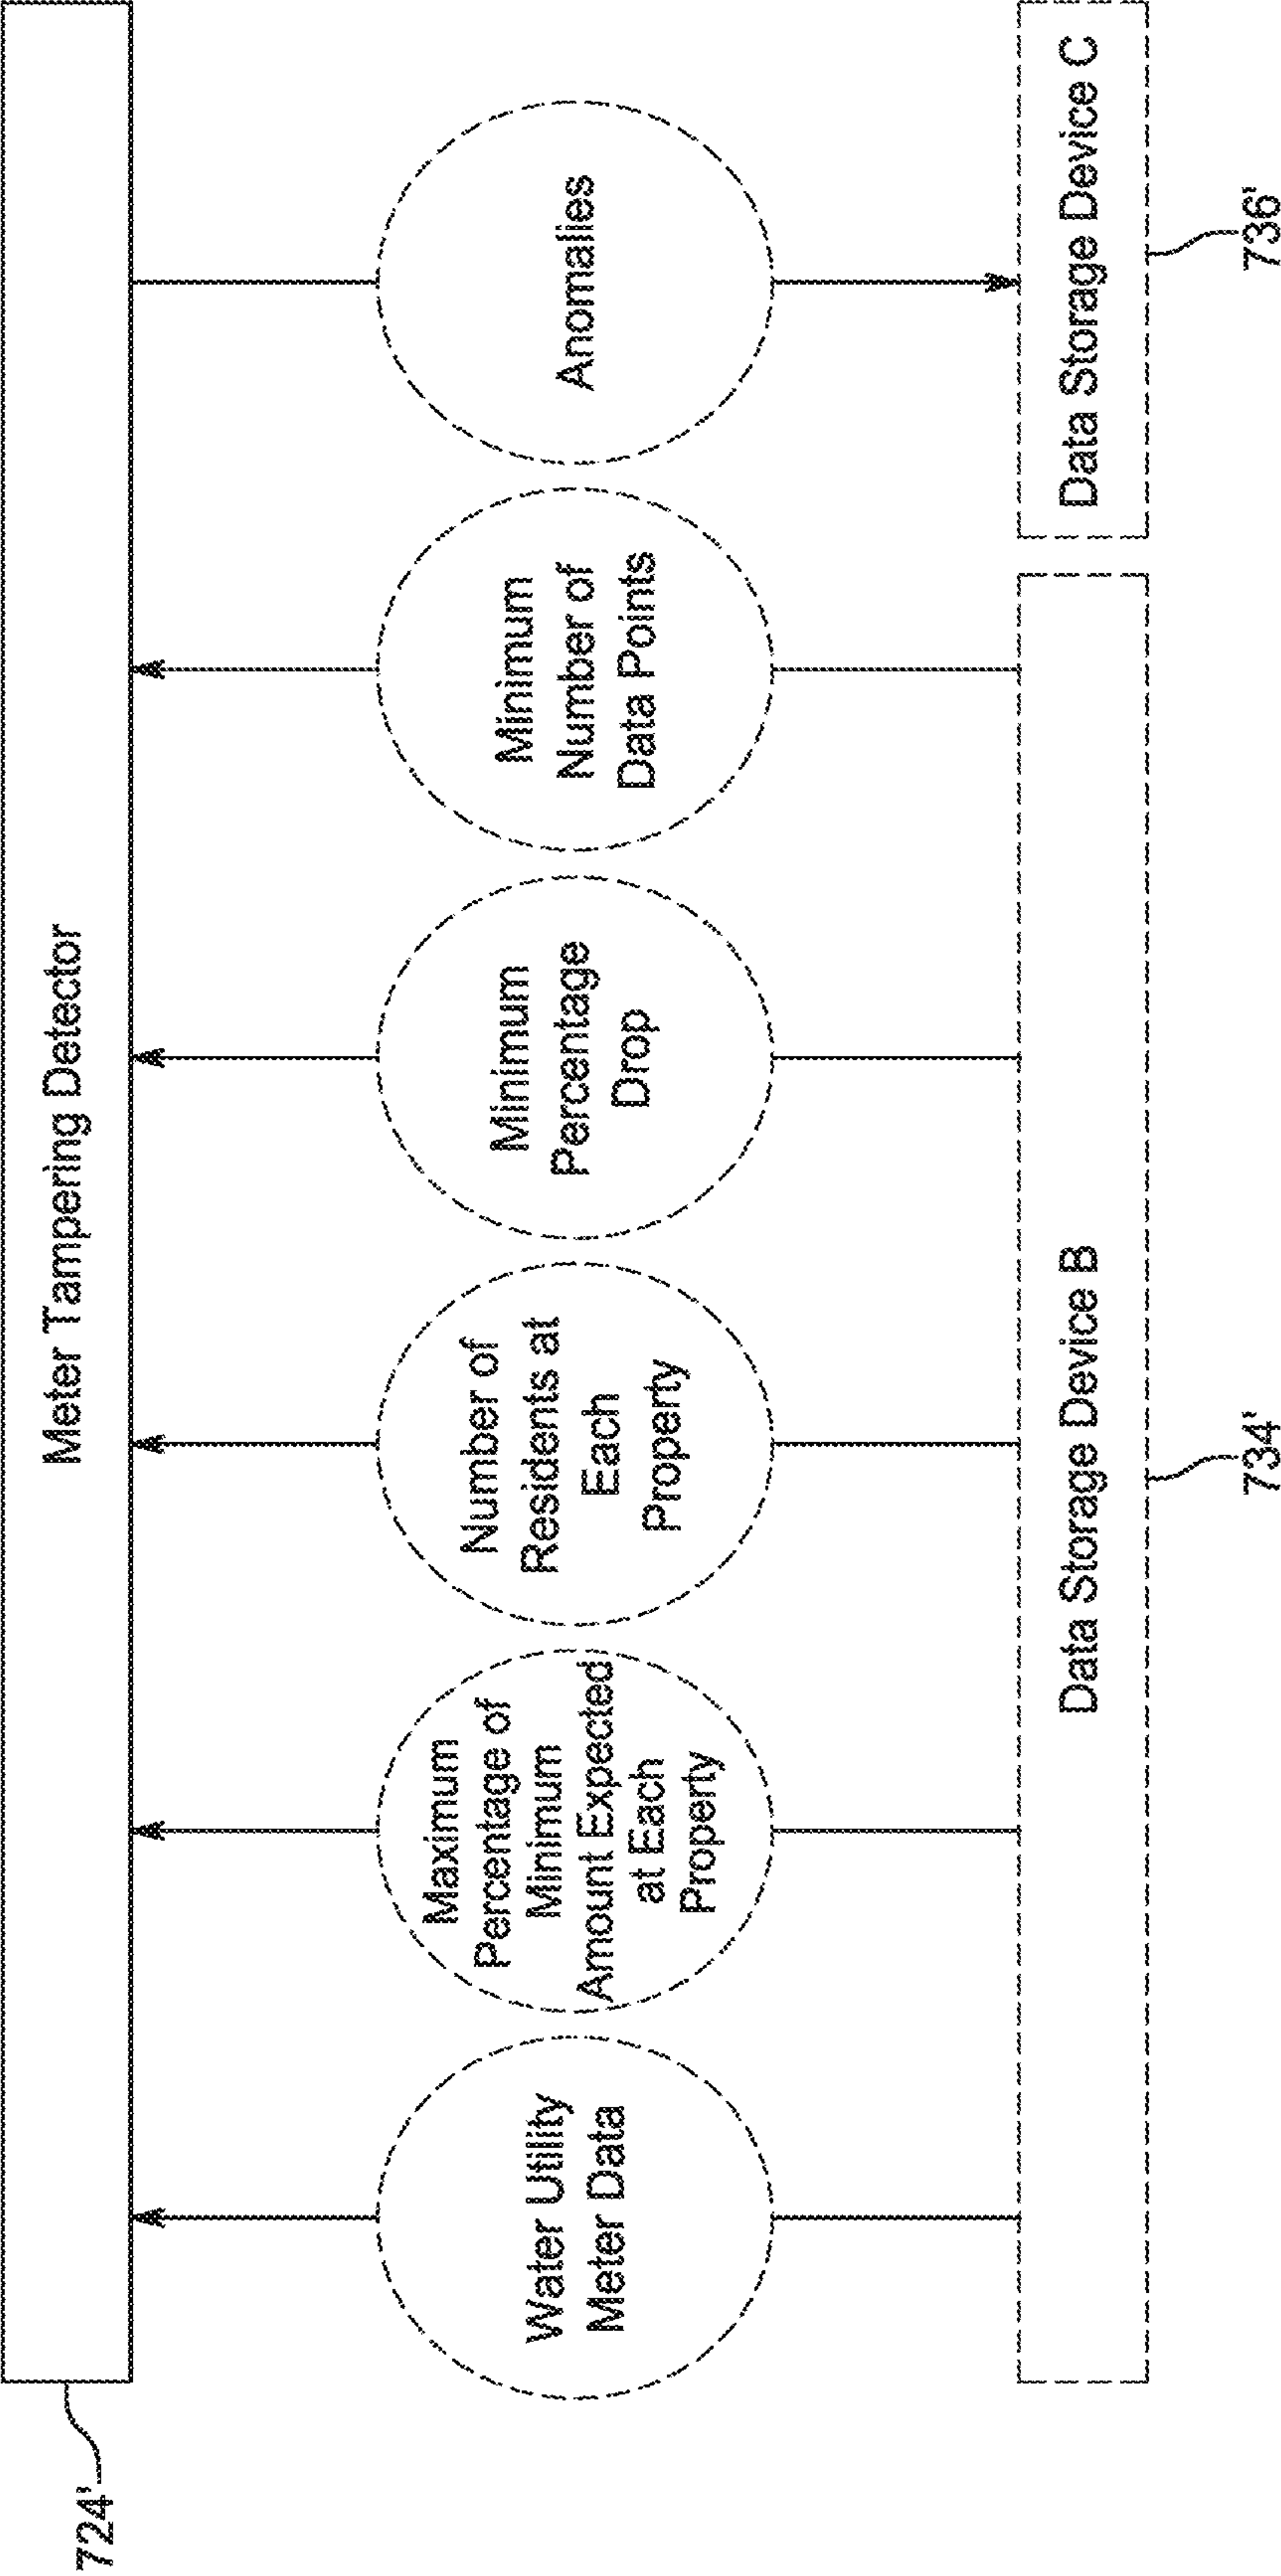 724'
Meter Tampering Detector
Water Utility
Meter Data
Maximum
Percentage of
Minimum
Amount Expected
at Each
Property
Number of
Residents at
Each
Property
Minimum
Percentage
Drop
Minimum
Number of
Data Points
Anomalies
Data Storage Device B
Data Storage Device C
734'
736'